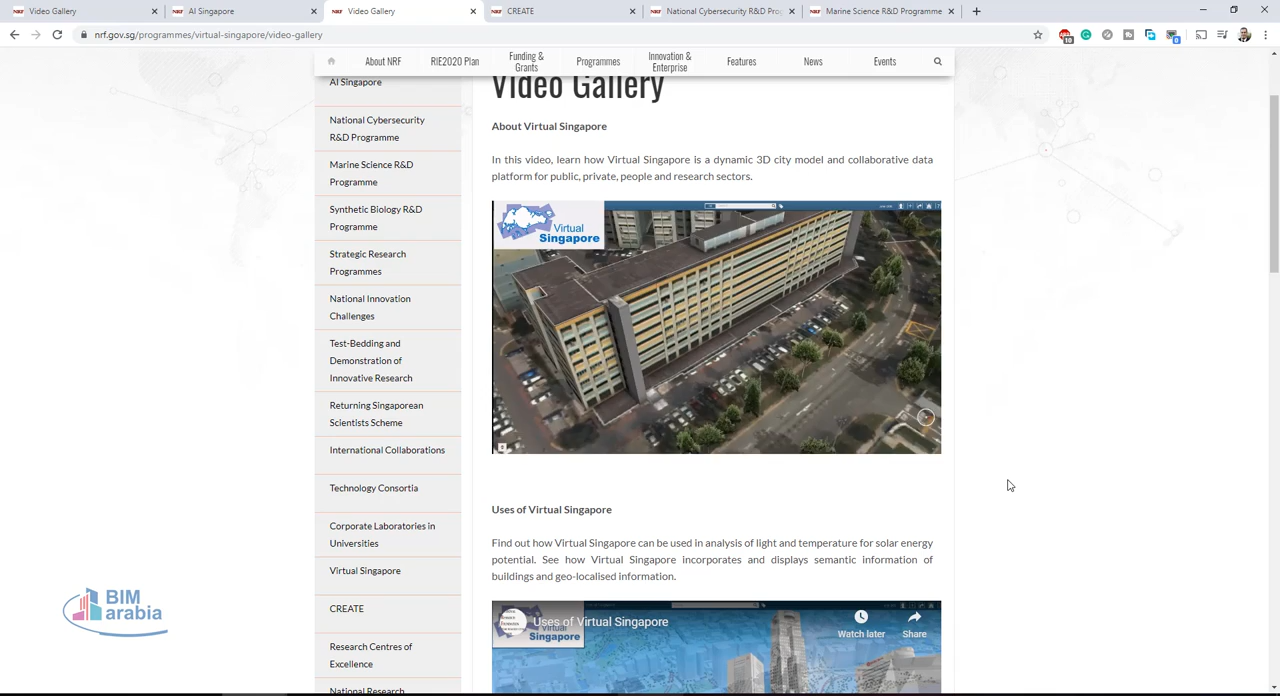 Video Gallery
AI Singapore
Video Gallery
CREATE
National Cybersecurity R&D Prog
Marine Science R&D Programme
nrf.gov.sg/programmes/virtual-singapore/video-gallery
10
About NRF
RIE2020 Plan
Funding &
Grants
Programmes
Innovation &
Enterprise
Features
News
Events
AI Singapore
National Cybersecurity
R&D Programme
Marine Science R&D
Programme
Synthetic Biology R&D
Programme
Strategic Research
Programmes
National Innovation
Challenges
Test-Bedding and
Demonstration of
Innovative Research
Returning Singaporean
Scientists Scheme
International Collaborations
Technology Consortia
Corporate Laboratories in
Universities
Virtual Singapore
CREATE
Research Centres of
Excellence
National Research
Video Gallery
About Virtual Singapore
In this video, learn how Virtual Singapore is a dynamic 3D city model and collaborative data
platform for public, private, people and research sectors.
Virtual
Singapore
Uses of Virtual Singapore
Find out how Virtual Singapore can be used in analysis of light and temperature for solar energy
potential. See how Virtual Singapore incorporates and displays semantic information of
buildings and geo-localised information.
Uses of Virtual Singapore
Virtual
Singapore
Watch later
Share
BIM
arabia